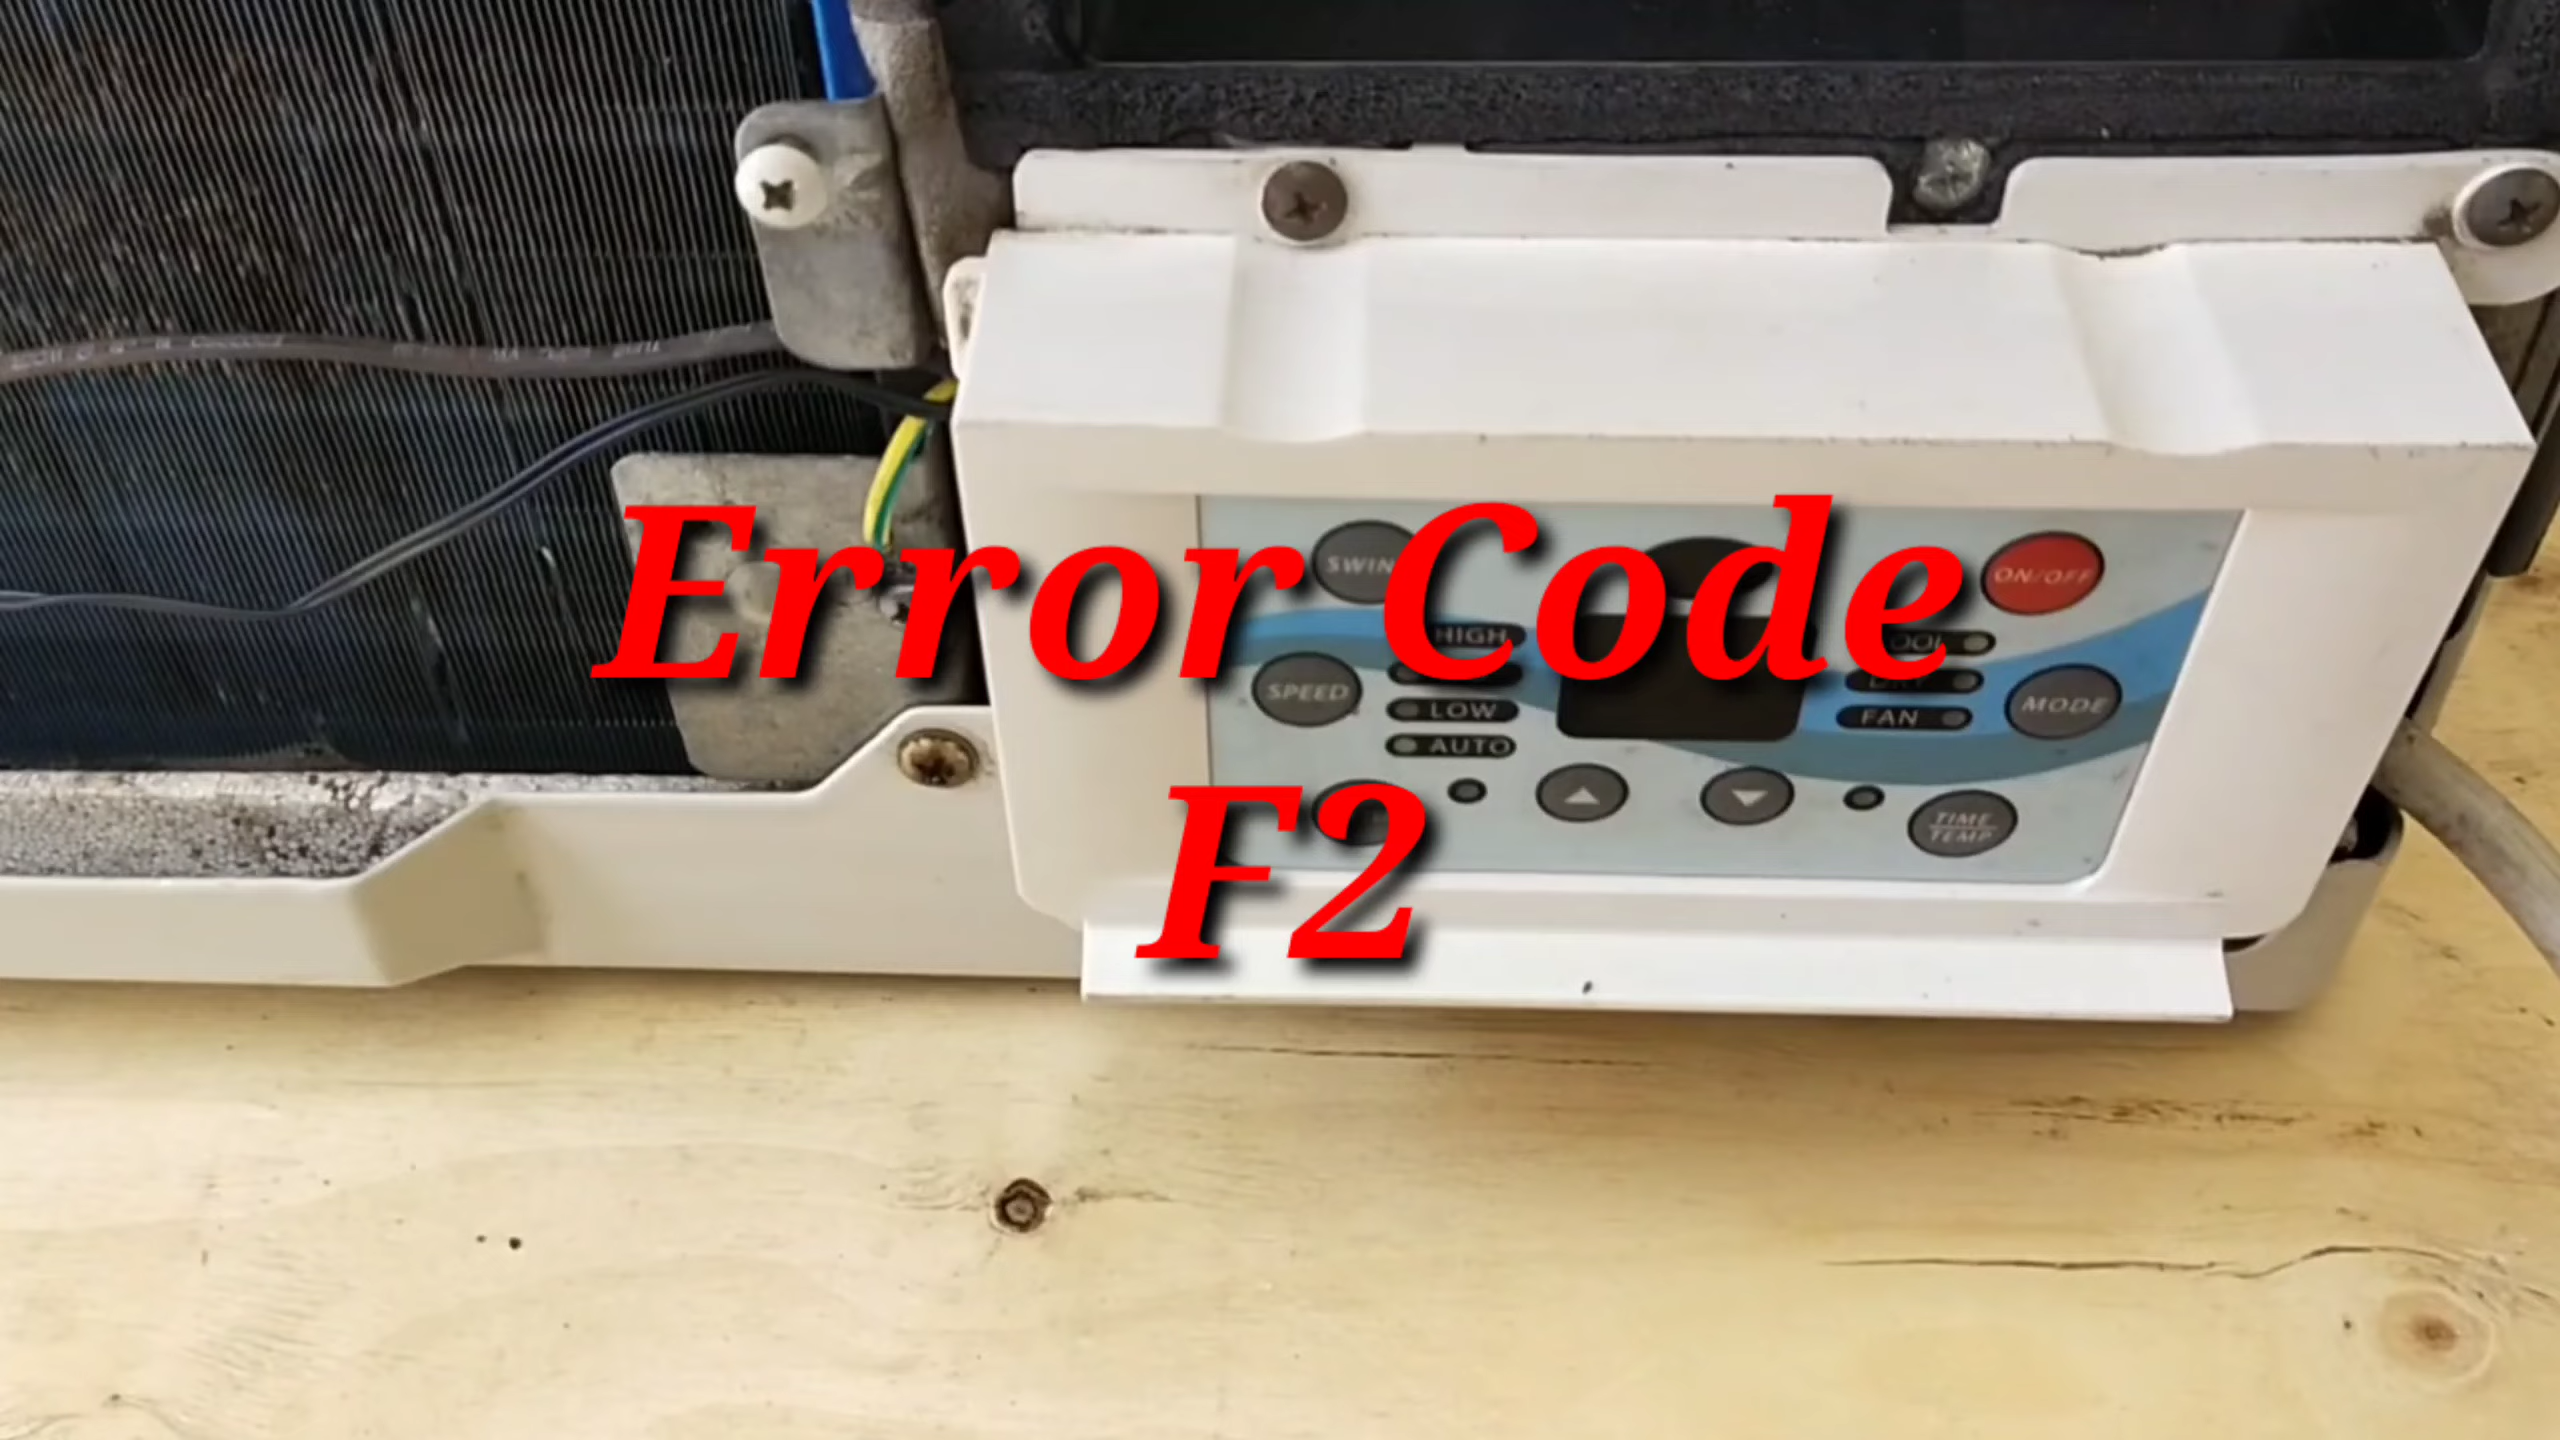 Error Code
F2
SWIN
ON/OFF
HIGH
SPEED
LOW
AUTO
FAN
MODE
TIME
TEMP